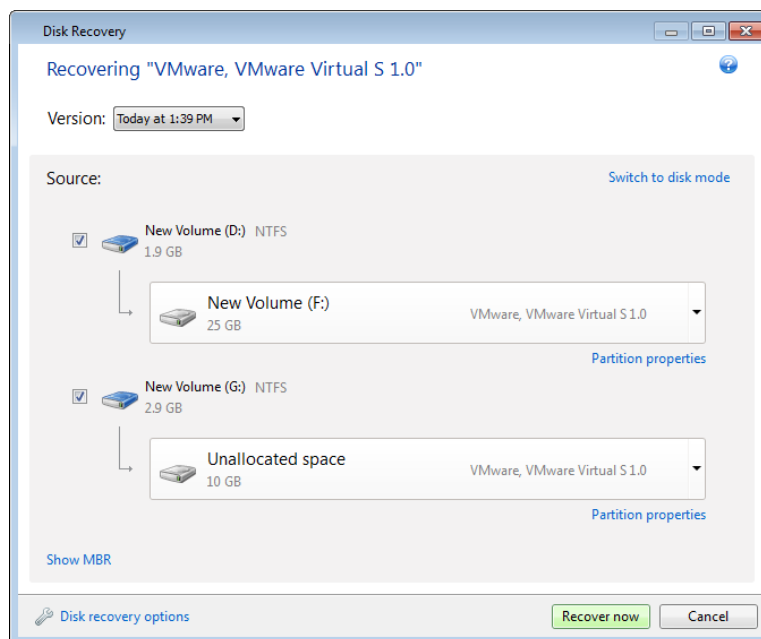 Disk Recovery
Recovering "VMware, VMware Virtual S 1.0"
Version: Today at 1:39 PM
Source:
Switch to disk mode
New Volume (D:) NTFS
1.9 GB
New Volume (F:)
25 GB
VMware, VMware Virtual S 1.0
Partition properties
New Volume (G:) NTFS
2.9 GB
Unallocated space
10 GB
VMware, VMware Virtual S 1.0
Partition properties
Show MBR
Disk recovery options
Recover now
Cancel